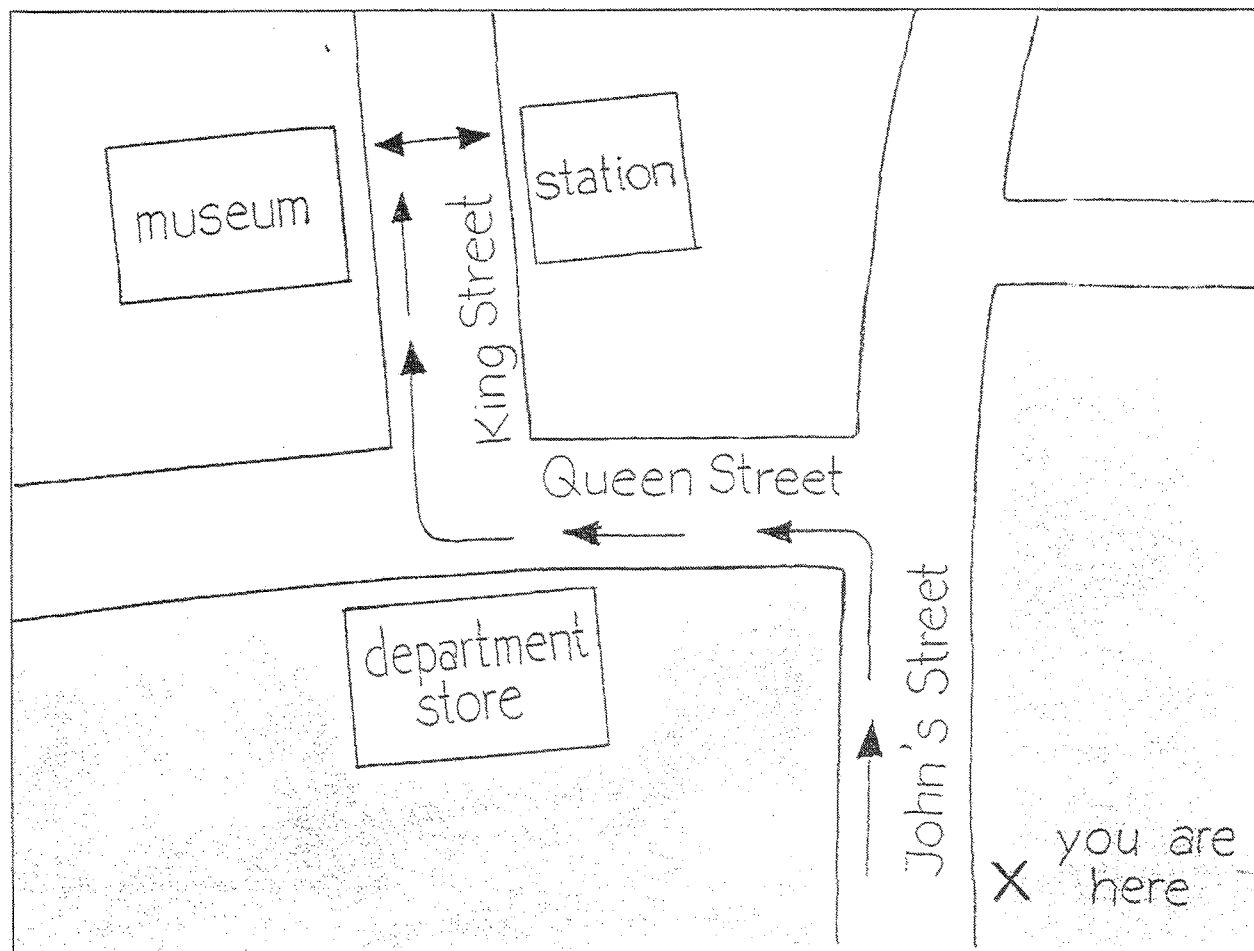 museum
station
King Street
Queen Street
department
store
John's Street
X you are
here